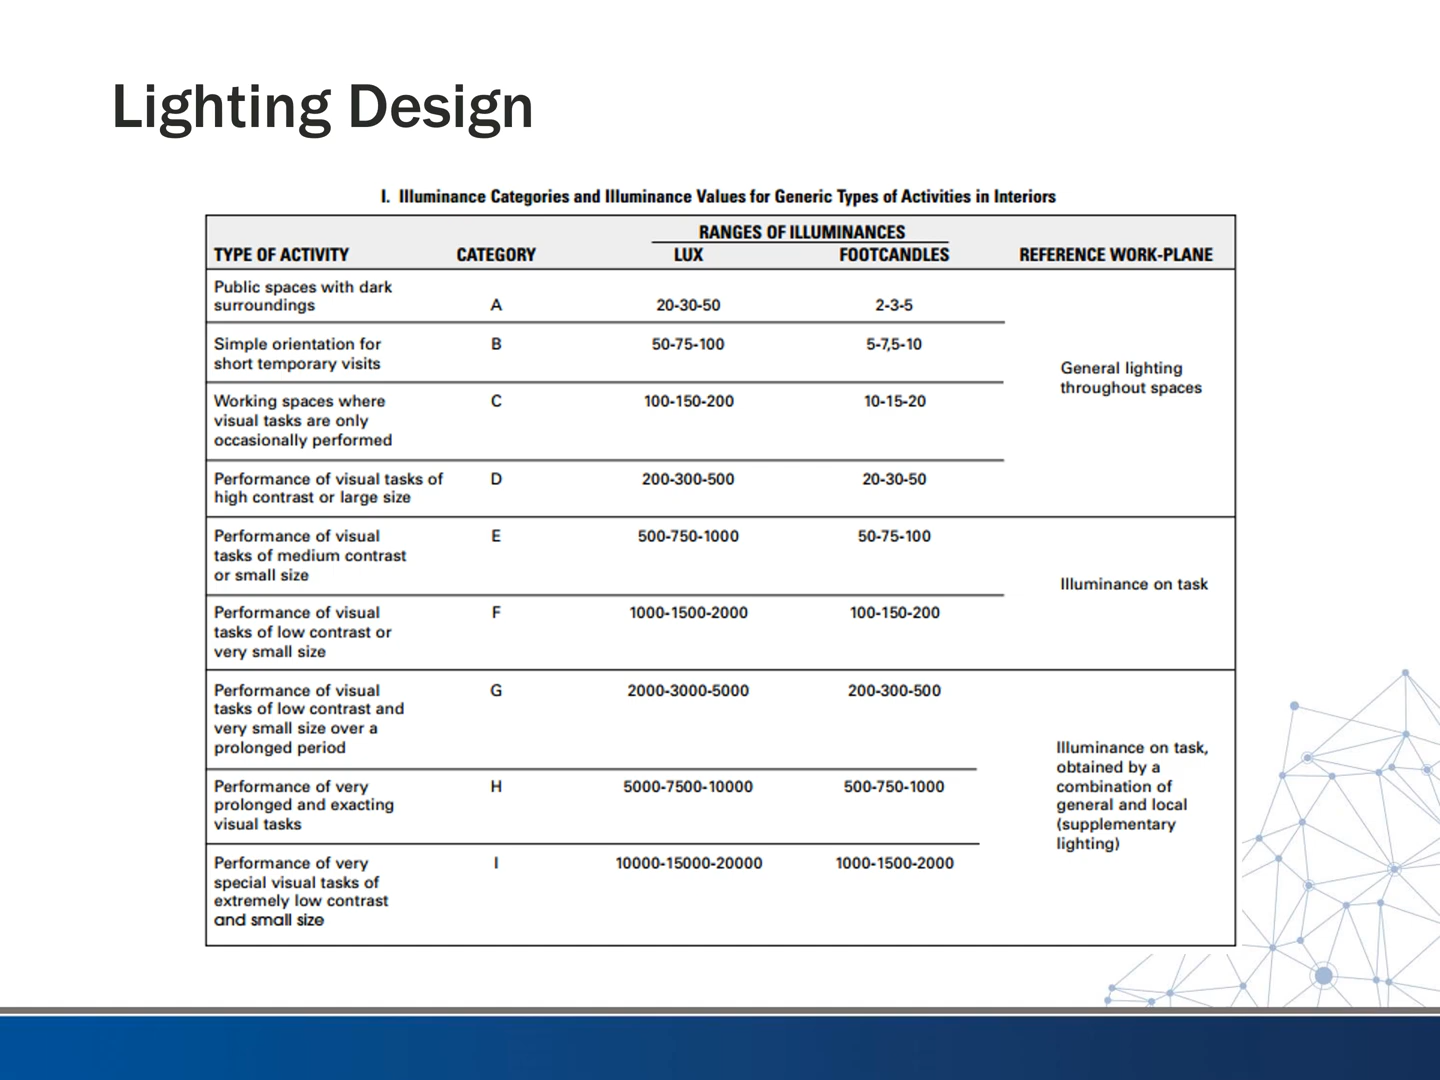 Lighting Design
I. Illuminance Categories and Illuminance Values for Generic Types of Activities in Interiors
RANGES OF ILLUMINANCES
TYPE OF ACTIVITY CATEGORY LUX FOOTCANDLES REFERENCE WORK-PLANE
Public spaces with dark
surroundings A 20-30-50 2-3-5
Simple orientation for B 50-75-100 5-7,5-10
short temporary visits
General lighting
throughout spaces
Working spaces where C 100-150-200 10-15-20
visual tasks are only
occasionally performed
Performance of visual tasks of D 200-300-500 20-30-50
high contrast or large size
Performance of visual E 500-750-1000 50-75-100
tasks of medium contrast
or small size
Illuminance on task
Performance of visual F 1000-1500-2000 100-150-200
tasks of low contrast or
very small size
Performance of visual G 2000-3000-5000 200-300-500
tasks of low contrast and
very small size over a
prolonged period
Illuminance on task,
obtained by a
combination of
general and local
(supplementary
lighting)
Performance of very H 5000-7500-10000 500-750-1000
prolonged and exacting
visual tasks
Performance of very I 10000-15000-20000 1000-1500-2000
special visual tasks of
extremely low contrast
and small size